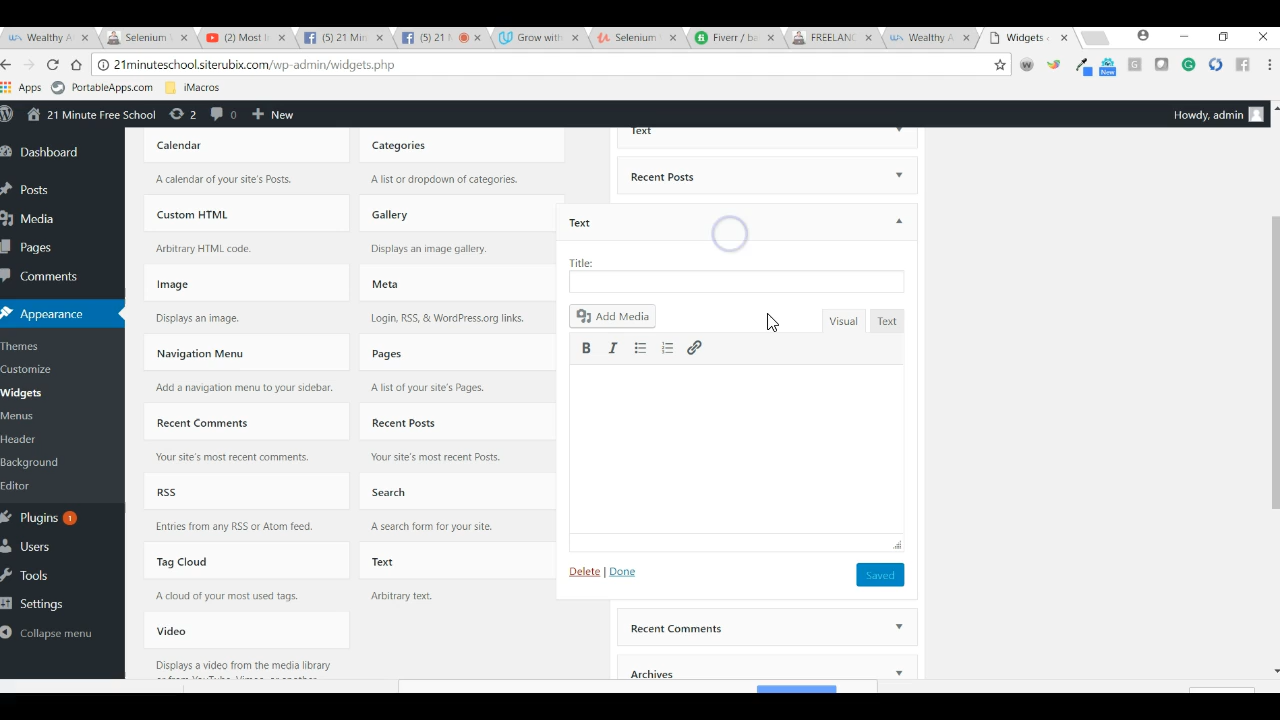 Wealthy A
Selenium
(2) Most I
(5) 21 Min
(5) 21 M
Grow with
Selenium
Fiverr / ba
FREELANC
Wealthy A
Widgets
21minuteschool.siterubix.com/wp-admin/widgets.php
New
Apps
PortableApps.com
iMacros
21 Minute Free School
2
0
New
Howdy, admin
Dashboard
Posts
Media
Pages
Comments
Appearance
Themes
Customize
Widgets
Menus
Header
Background
Editor
Plugins 1
Users
Tools
Settings
Collapse menu
Calendar
A calendar of your site's Posts.
Categories
A list or dropdown of categories.
Custom HTML
Arbitrary HTML code.
Gallery
Displays an image gallery.
Image
Displays an image.
Meta
Login, RSS, & WordPress.org links.
Navigation Menu
Add a navigation menu to your sidebar.
Pages
A list of your site's Pages.
Recent Comments
Your site's most recent comments.
Recent Posts
Your site's most recent Posts.
RSS
Entries from any RSS or Atom feed.
Search
A search form for your site.
Tag Cloud
A cloud of your most used tags.
Text
Arbitrary text.
Video
Displays a video from the media library
Text
Recent Posts
Text
Title:
Add Media
Visual
Text
B I
Delete | Done
Saved
Recent Comments
Archives